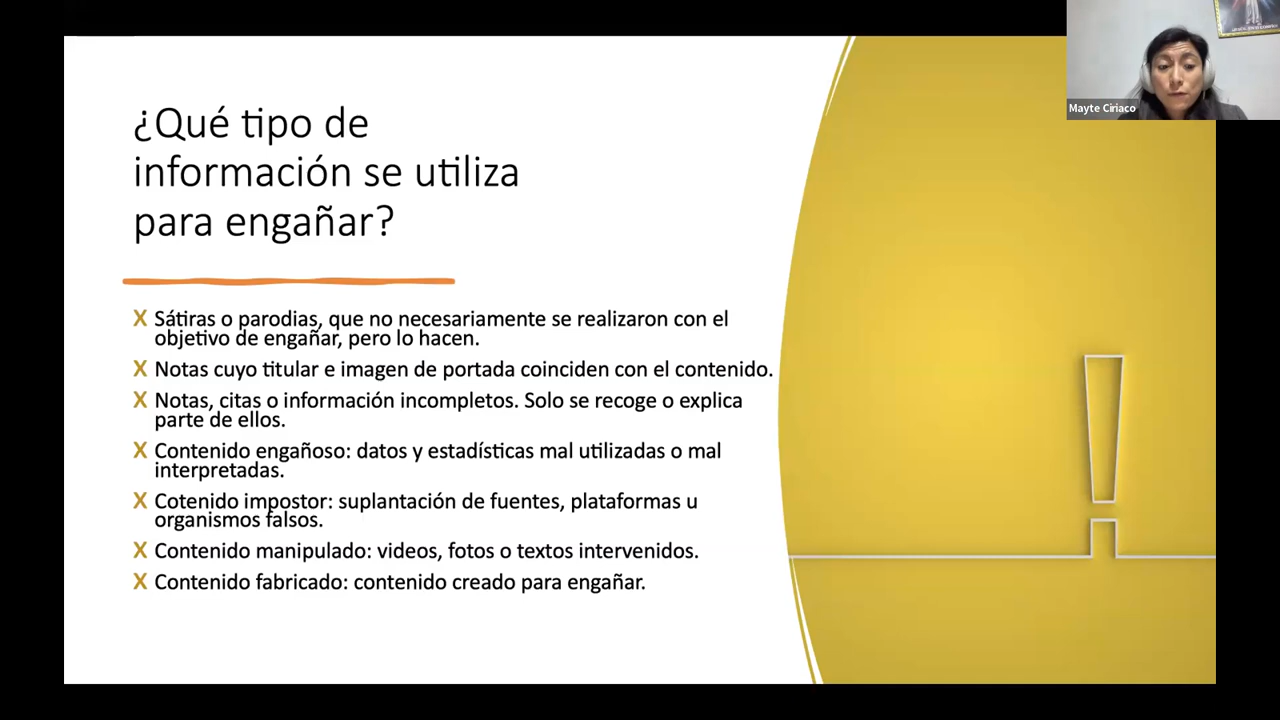 Mayte Ciriaco
¿Qué tipo de
información se utiliza
para engañar?
X Sátiras o parodias, que no necesariamente se realizaron con el
objetivo de engañar, pero lo hacen.
X Notas cuyo titular e imagen de portada coinciden con el contenido.
X Notas, citas o información incompletos. Solo se recoge o explica
parte de ellos.
X Contenido engañoso: datos y estadísticas mal utilizadas o mal
interpretadas.
X Cotenido impostor: suplantación de fuentes, plataformas u
organismos falsos.
X Contenido manipulado: videos, fotos o textos intervenidos.
X Contenido fabricado: contenido creado para engañar.